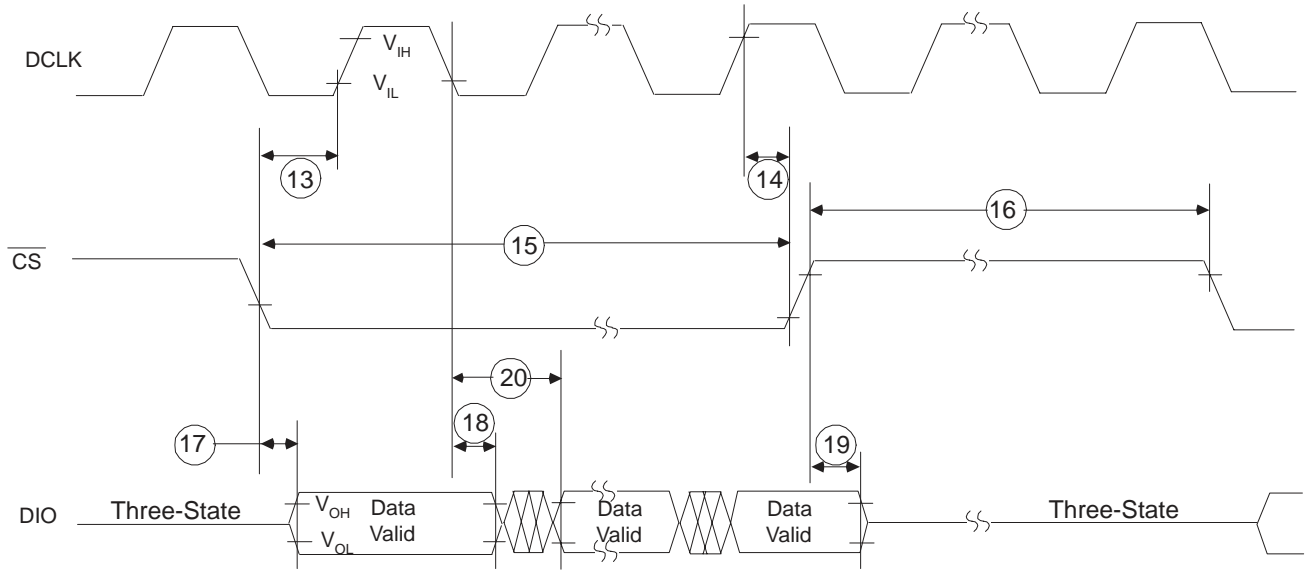 DCLK
V_IH
V_IL
13
14
16
CS
15
20
18
17
19
DIO
Three-State
V_OH
V_OL
Data
Valid
Data
Valid
Data
Valid
Three-State